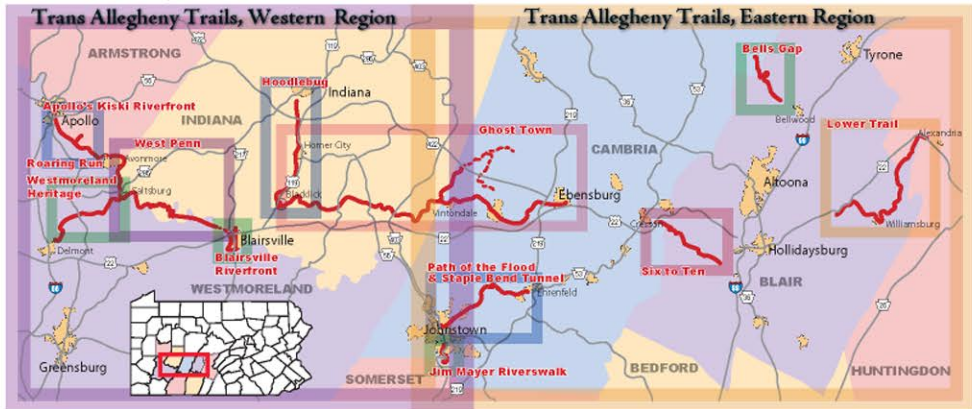 Trans Allegheny Trails, Western Region
Trans Allegheny Trails, Eastern Region
ARMSTRONG
Bells Gap
Tyrone
Hoodlebug
Indiana
Apollo's Kiski Riverfront
Apollo
INDIANA
Bellwood
Lower Trail
Alexandria
West Penn
Ghost Town
CAMBRIA
Homer City
Roaring Run
Avonmore
Westmoreland
Heritage
Saltsburg
Altoona
Ebensburg
Vintondale
Cresson
Williamsburg
Delmont
Blairsville
Blairsville
Riverfront
Hollidaysburg
Six to Ten
BLAIR
WESTMORELAND
Path of the Flood
& Staple Bend Tunnel
Ehrenfeld
Johnstown
Greensburg
SOMERSET
Jim Mayer Riverswalk
BEDFORD
HUNTINGDON